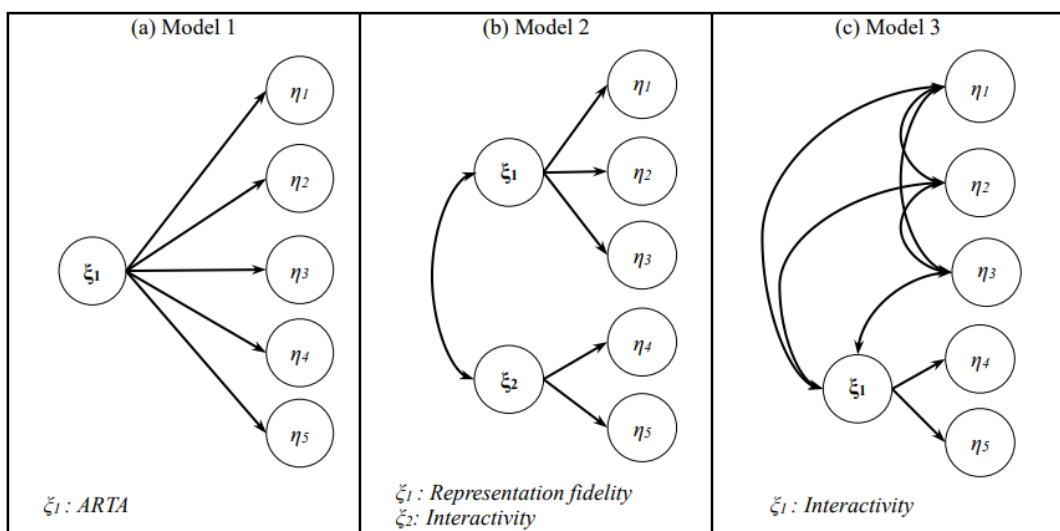 (a) Model 1
η1
η2
ξ1
η3
η4
η5
ξ1 : ARTA
(b) Model 2
η1
ξ1
η2
η3
η4
ξ2
η5
ξ1 : Representation fidelity
ξ2: Interactivity
(c) Model 3
η1
η2
η3
η4
ξ1
η5
ξ1 : Interactivity